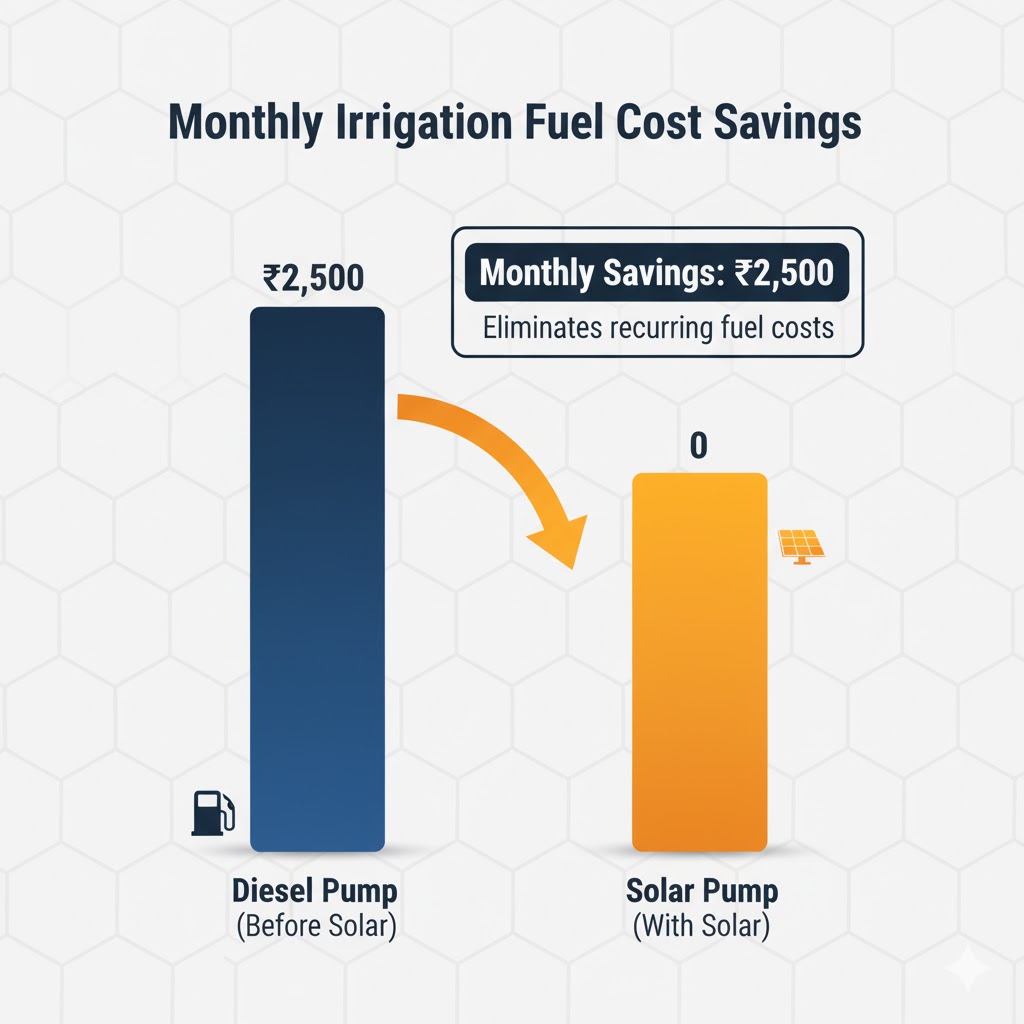 Monthly Irrigation Fuel Cost Savings
Monthly Savings: ₹2,500
Eliminates recurring fuel costs
₹2,500
0
Diesel Pump
(Before Solar)
Solar Pump
(With Solar)